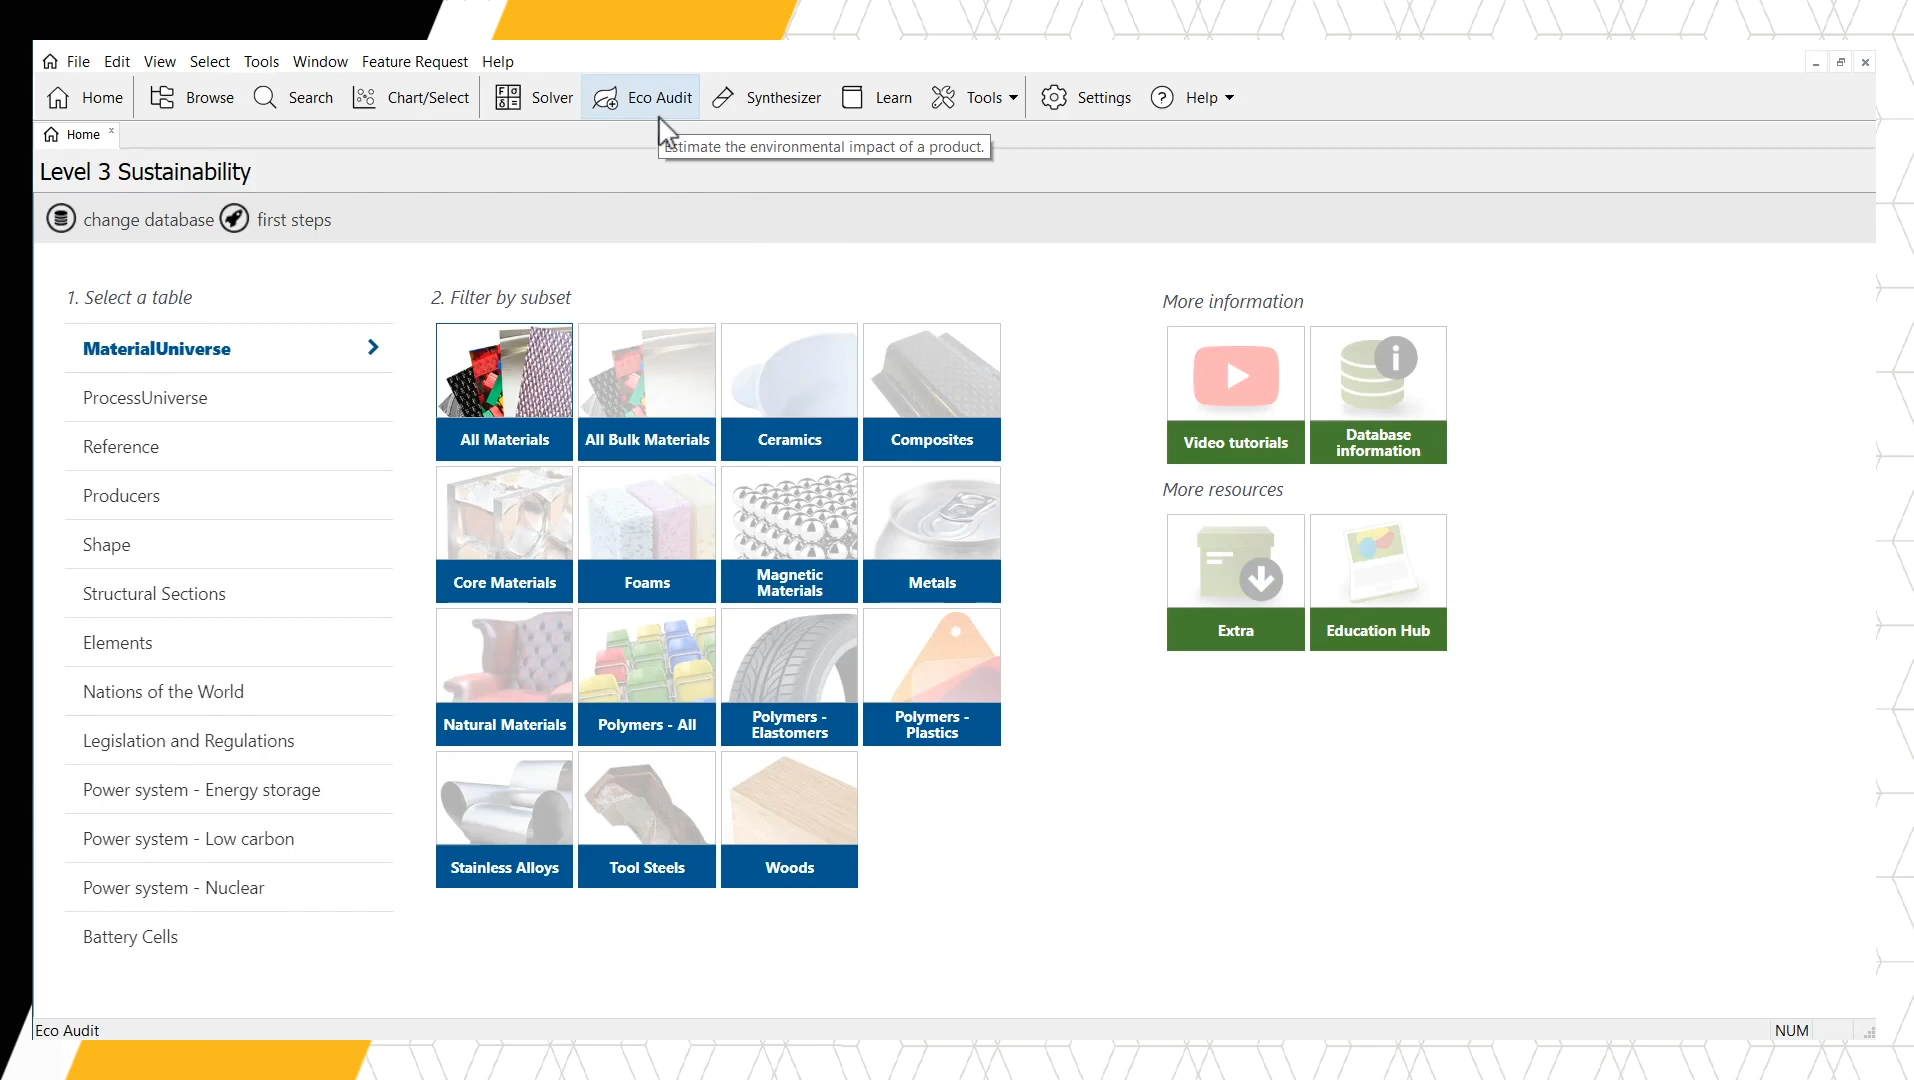 File Edit View Select Tools Window Feature Request Help
Home Browse Search Chart/Select Solver Eco Audit Synthesizer Learn Tools Settings Help
Home
Estimate the environmental impact of a product.
Level 3 Sustainability
change database first steps
1. Select a table
MaterialUniverse
ProcessUniverse
Reference
Producers
Shape
Structural Sections
Elements
Nations of the World
Legislation and Regulations
Power system - Energy storage
Power system - Low carbon
Power system - Nuclear
Battery Cells
2. Filter by subset
All Materials
All Bulk Materials
Ceramics
Composites
Core Materials
Foams
Magnetic
Materials
Metals
Natural Materials
Polymers - All
Polymers -
Elastomers
Polymers -
Plastics
Stainless Alloys
Tool Steels
Woods
More information
Video tutorials
Database
information
More resources
Extra
Education Hub
Eco Audit
NUM